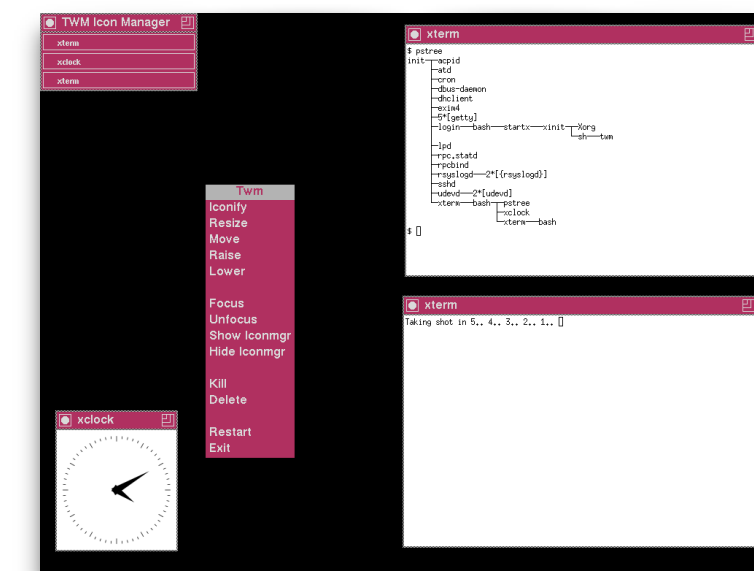 TWM Icon Manager
xterm
xclock
xterm
xterm
$ pstree
init─┬─acpid
     ├─atd
     ├─cron
     ├─dbus-daemon
     ├─dhclient
     ├─exim4
     ├─5*[getty]
     ├─login───bash───startx───xinit─┬─Xorg
     │                               └─sh───twm
     ├─lpd
     ├─rpc.statd
     ├─rpcbind
     ├─rsyslogd───2*[{rsyslogd}]
     ├─sshd
     ├─udevd───2*[udevd]
     └─xterm───bash─┬─pstree
                    ├─xclock
                    └─xterm───bash
$
Twm
Iconify
Resize
Move
Raise
Lower
Focus
Unfocus
Show Iconmgr
Hide Iconmgr
Kill
Delete
Restart
Exit
xterm
Taking shot in 5.. 4.. 3.. 2.. 1..
xclock